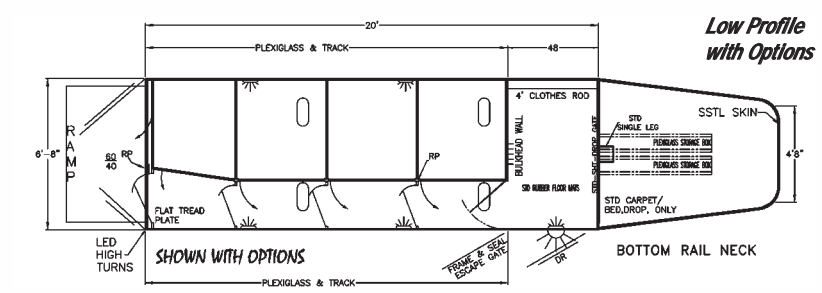 Low Profile
with Options
20'
PLEXIGLASS & TRACK
48
4' CLOTHES ROD
SSTL SKIN
STD
SINGLE LEG
BULKHEAD WALL
STD-SHT-DROP GATE
PLEXIGLASS STORAGE BOX
PLEXIGLASS STORAGE BOX
RAMP
6'-8"
60
40
RP
RP
4'8"
STD RUBBER FLOOR MATS
STD CARPET/
BED,DROP, ONLY
FLAT TREAD
PLATE
LED
HIGH
TURNS
SHOWN WITH OPTIONS
FRAME & SEAL
ESCAPE GATE
DR
BOTTOM RAIL NECK
PLEXIGLASS & TRACK